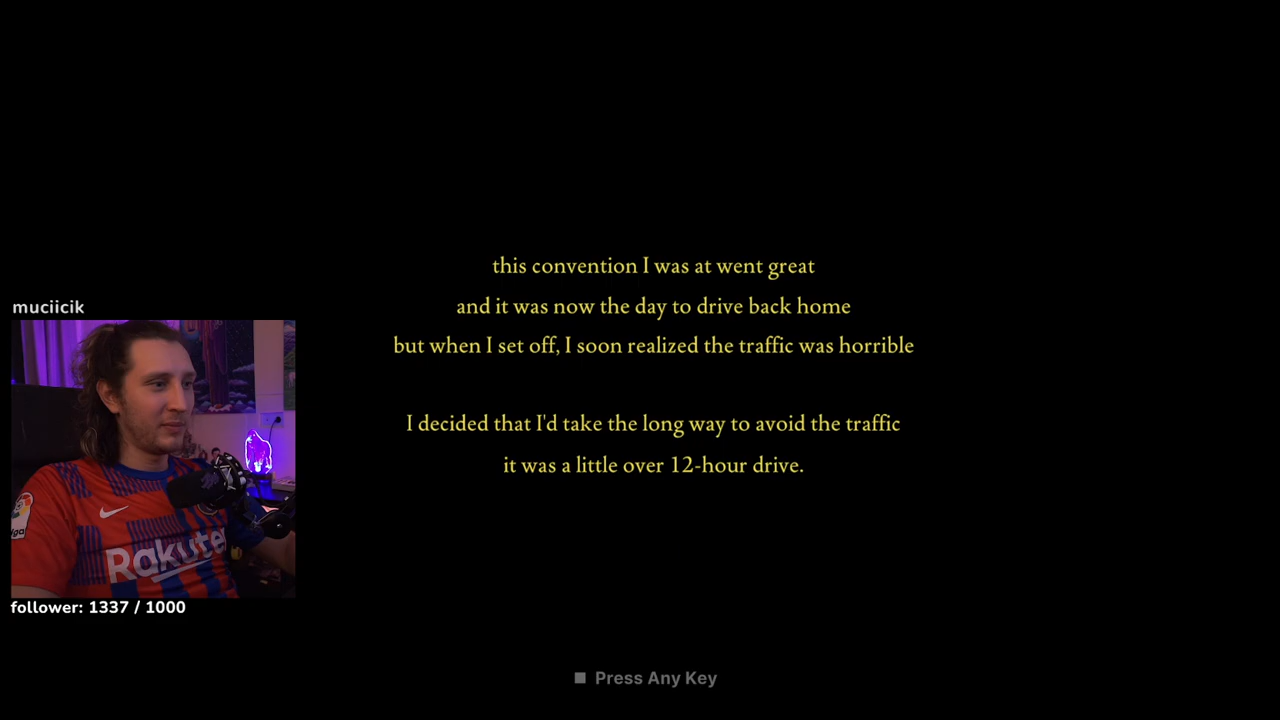 this convention I was at went great
and it was now the day to drive back home
but when I set off, I soon realized the traffic was horrible
I decided that I'd take the long way to avoid the traffic
it was a little over 12-hour drive.
muciicik
Rakuten
follower: 1337 / 1000
Press Any Key